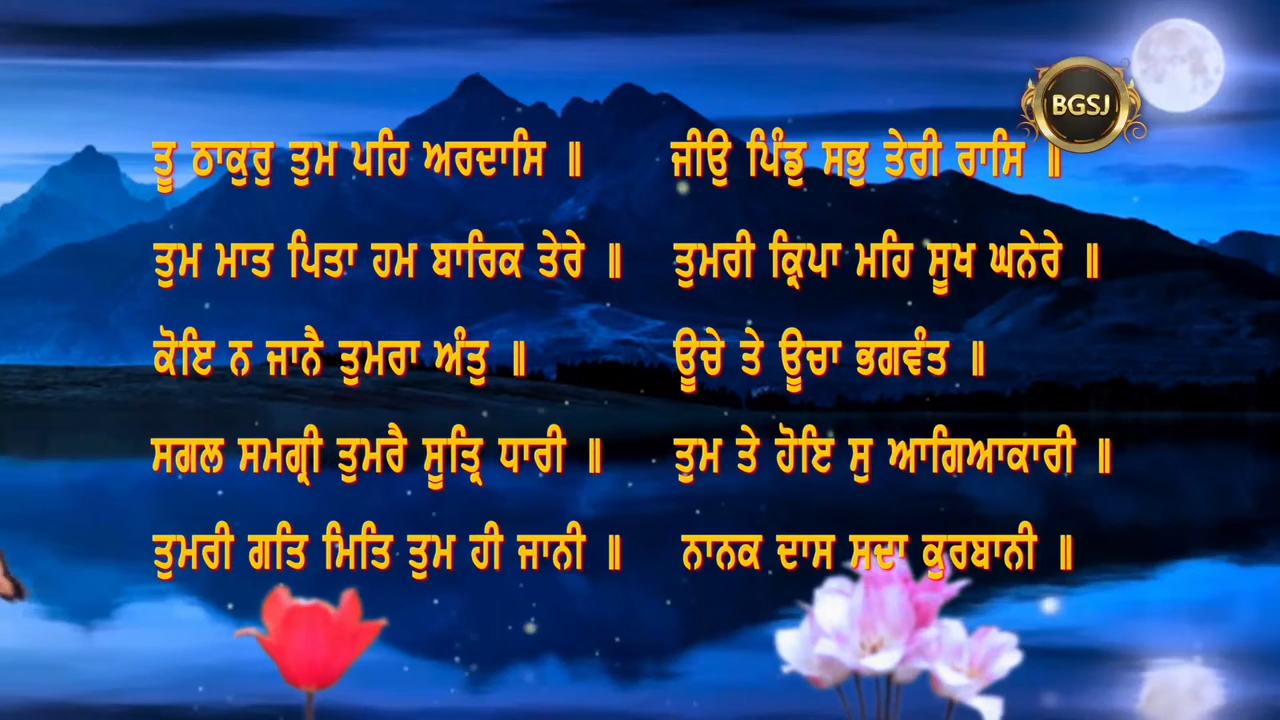 BGSJ
ਤੂ ਠਾਕੁਰੁ ਤੁਮ ਪਹਿ ਅਰਦਾਸਿ ॥ ਜੀਉ ਪਿੰਡੁ ਸਭੁ ਤੇਰੀ ਰਾਸਿ ॥
ਤੁਮ ਮਾਤ ਪਿਤਾ ਹਮ ਬਾਰਿਕ ਤੇਰੇ ॥ ਤੁਮਰੀ ਕ੍ਰਿਪਾ ਮਹਿ ਸੂਖ ਘਨੇਰੇ ॥
ਕੋਇ ਨ ਜਾਨੈ ਤੁਮਰਾ ਅੰਤੁ ॥ ਊਚੇ ਤੇ ਊਚਾ ਭਗਵੰਤ ॥
ਸਗਲ ਸਮਗ੍ਰੀ ਤੁਮਰੈ ਸੂਤ੍ਰਿ ਧਾਰੀ ॥ ਤੁਮ ਤੇ ਹੋਇ ਸੁ ਆਗਿਆਕਾਰੀ ॥
ਤੁਮਰੀ ਗਤਿ ਮਿਤਿ ਤੁਮ ਹੀ ਜਾਨੀ ॥ ਨਾਨਕ ਦਾਸ ਸਦਾ ਕੁਰਬਾਨੀ ॥